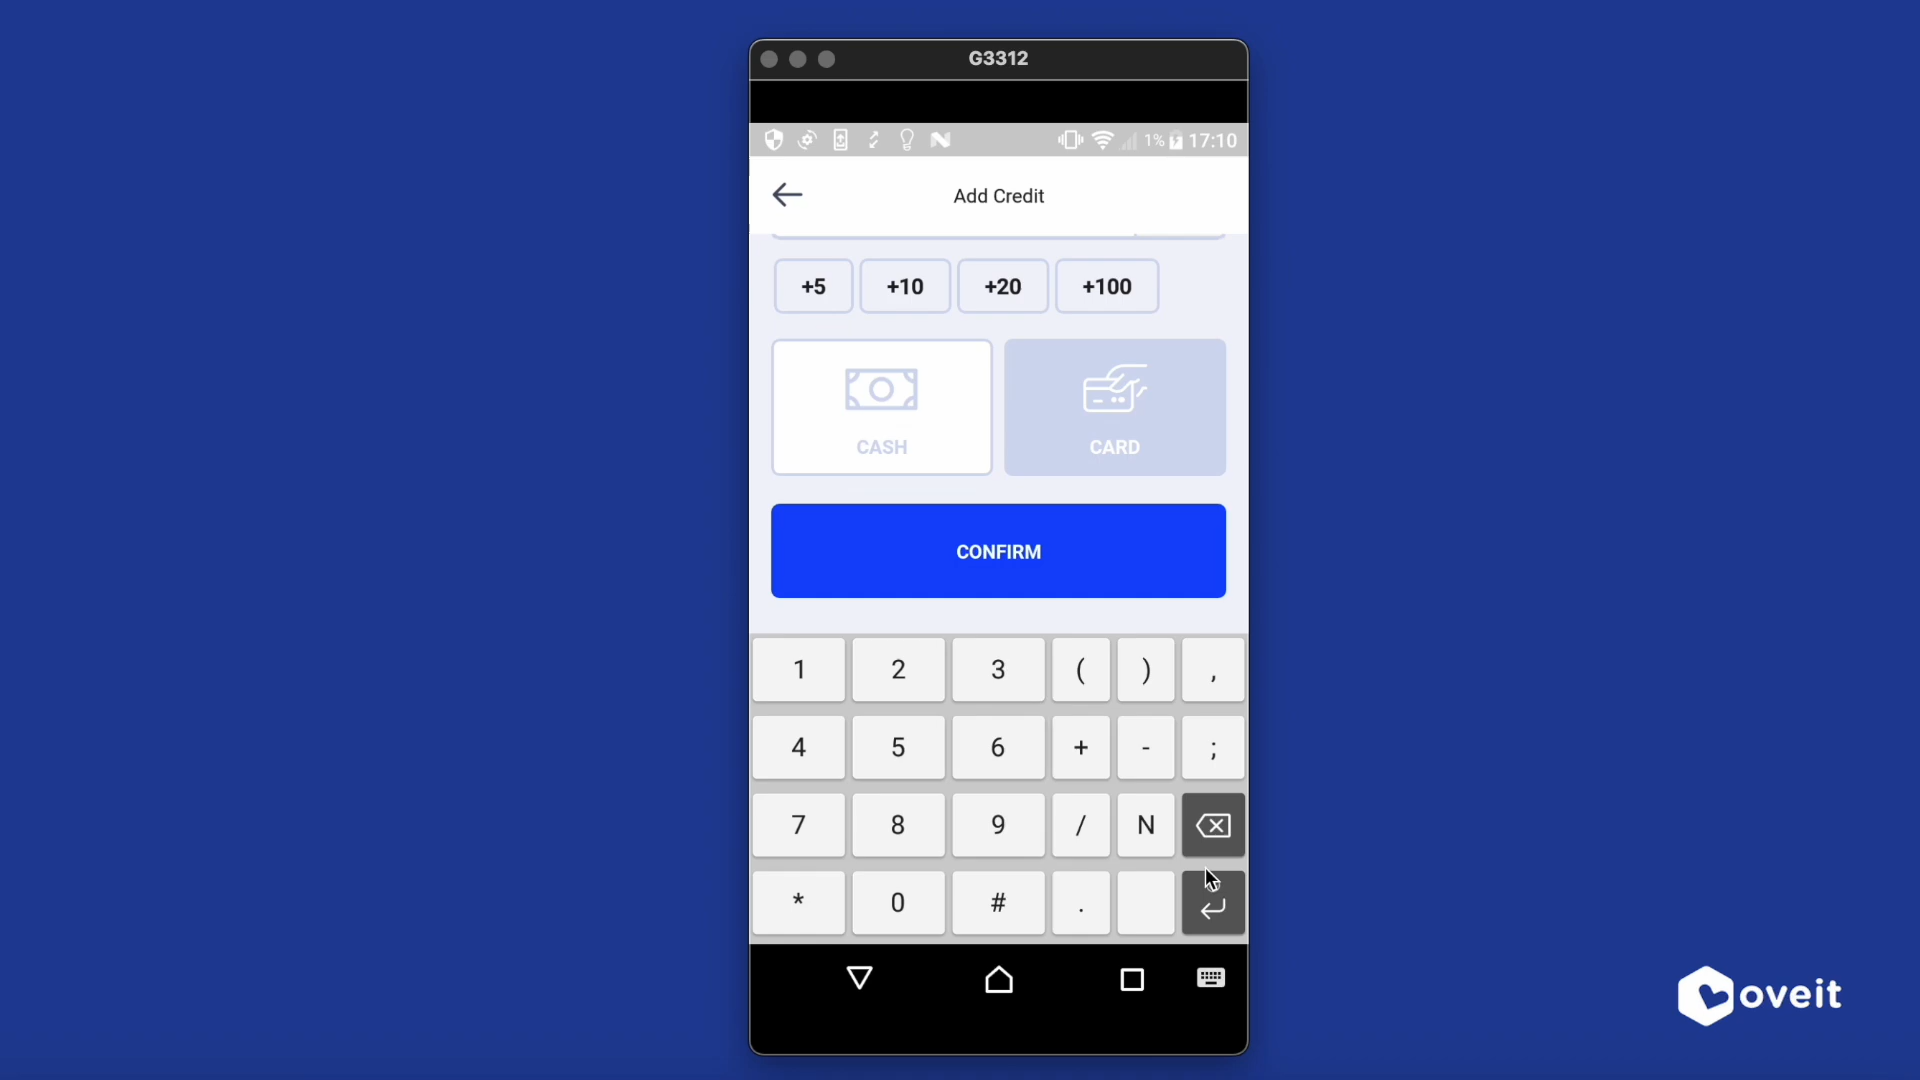 G3312
1% 17:10
Add Credit
+5 +10 +20 +100
CASH CARD
CONFIRM
1 2 3 ( ) ,
4 5 6 + - ;
7 8 9 / N
* 0 # .
oveit